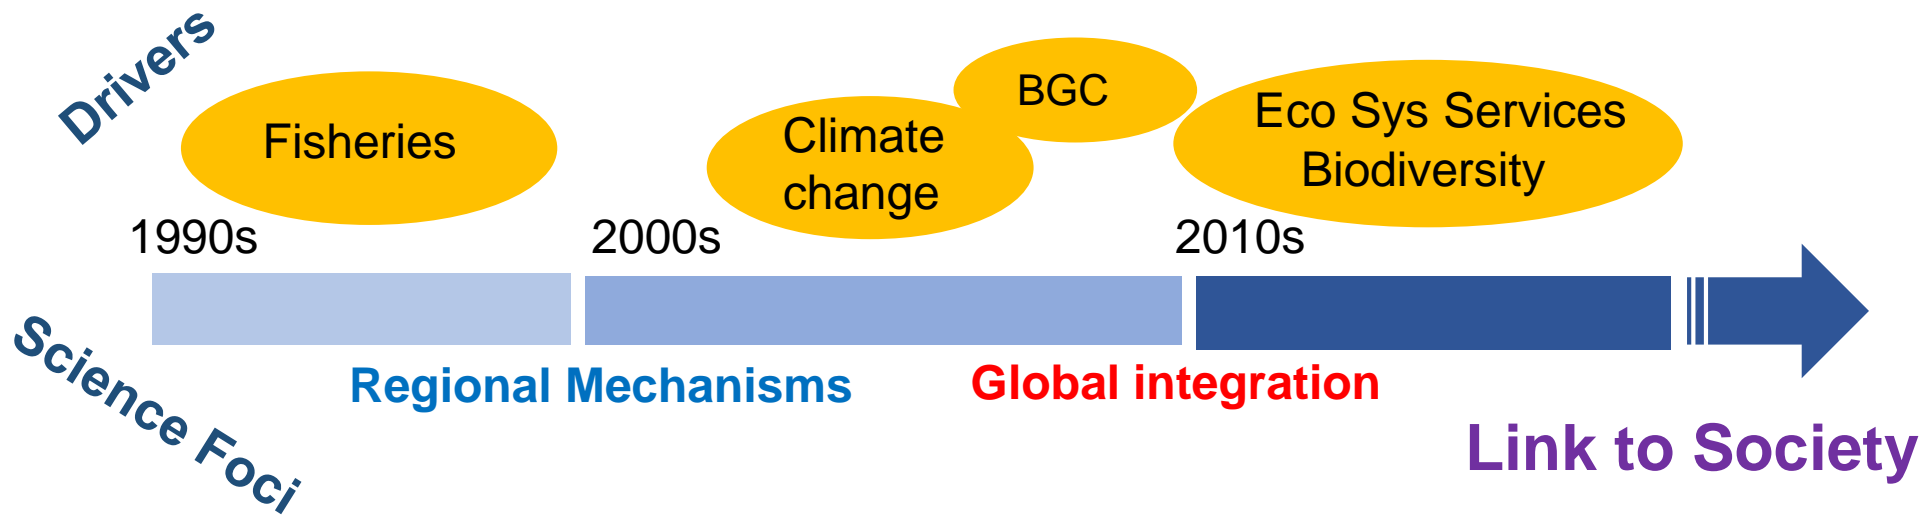 Drivers
Fisheries
Climate
change
BGC
Eco Sys Services
Biodiversity
1990s
2000s
2010s
Science Foci
Regional Mechanisms
Global integration
Link to Society